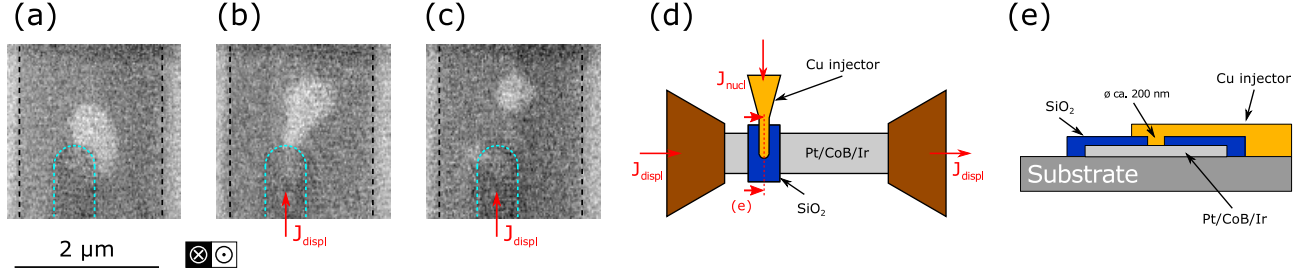 (a)
(b)
(c)
(d)
(e)
J_displ
J_displ
2 μm
J_nucl
Cu injector
Pt/CoB/Ir
J_displ
J_displ
(e)
SiO₂
Cu injector
ø ca. 200 nm
SiO₂
Substrate
Pt/CoB/Ir